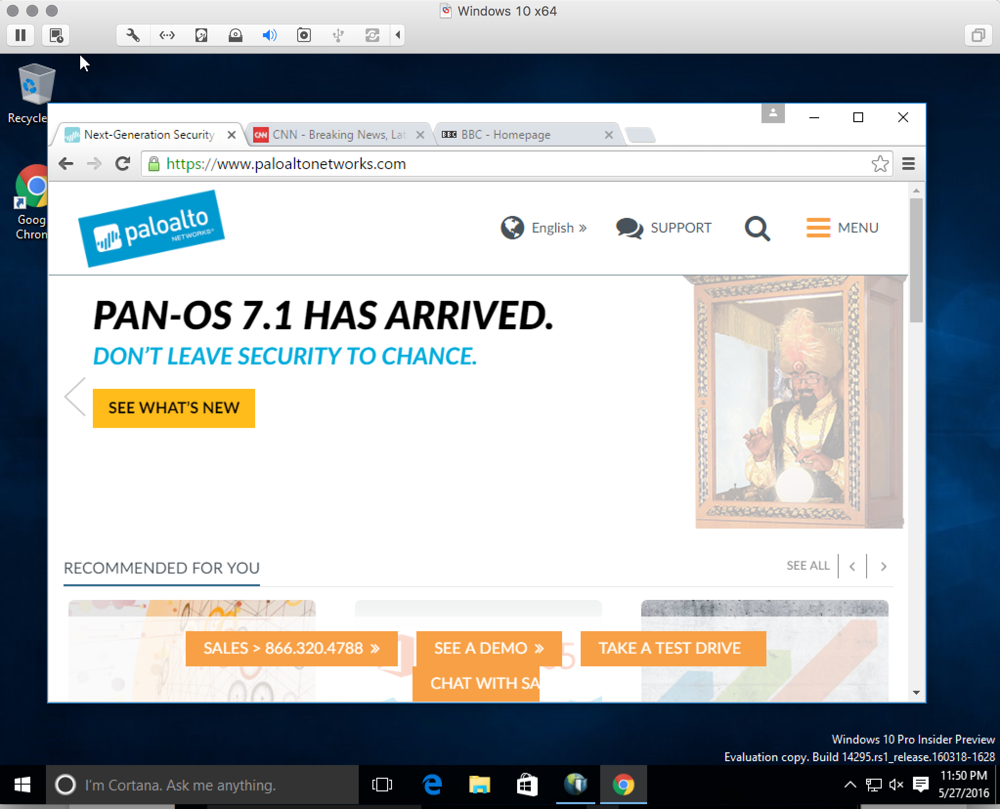 Windows 10 x64
Recycle
Next-Generation Security
CNN
CNN - Breaking News, Lat
BBC
BBC - Homepage
https://www.paloaltonetworks.com
Goog
Chron
paloalto
NETWORKS
English »
SUPPORT
MENU
PAN-OS 7.1 HAS ARRIVED.
DON'T LEAVE SECURITY TO CHANCE.
SEE WHAT'S NEW
RECOMMENDED FOR YOU
SEE ALL
SALES > 866.320.4788 »
SEE A DEMO »
TAKE A TEST DRIVE
5
CHAT WITH SA
Windows 10 Pro Insider Preview
Evaluation copy. Build 14295.rs1_release.160318-1628
I'm Cortana. Ask me anything.
11:50 PM
5/27/2016